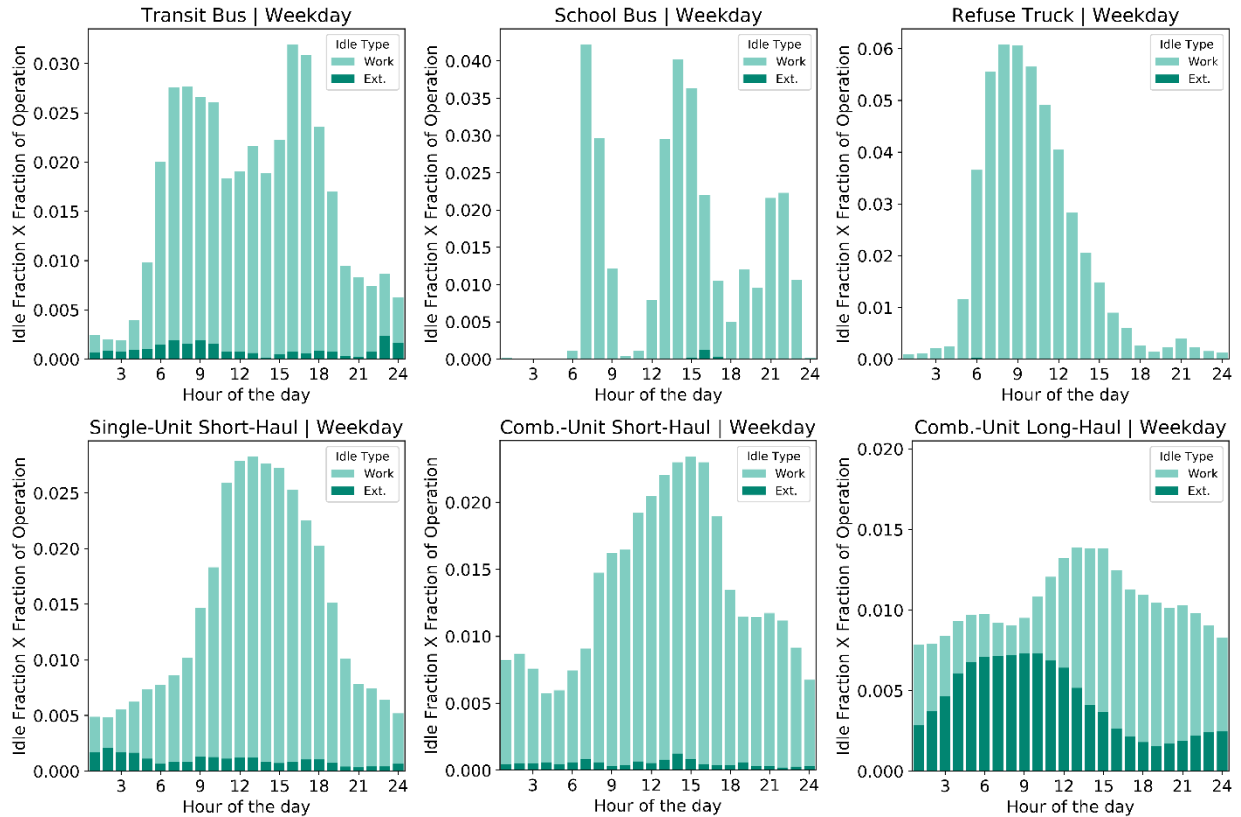 Transit Bus | Weekday
Idle Fraction X Fraction of Operation
0.030
0.025
0.020
0.015
0.010
0.005
0.000
Idle Type
Work
Ext.
3 6 9 12 15 18 21 24
Hour of the day
School Bus | Weekday
Idle Fraction X Fraction of Operation
0.040
0.035
0.030
0.025
0.020
0.015
0.010
0.005
0.000
Idle Type
Work
Ext.
3 6 9 12 15 18 21 24
Hour of the day
Refuse Truck | Weekday
Idle Fraction X Fraction of Operation
0.06
0.05
0.04
0.03
0.02
0.01
0.00
Idle Type
Work
Ext.
3 6 9 12 15 18 21 24
Hour of the day
Single-Unit Short-Haul | Weekday
Idle Fraction X Fraction of Operation
0.025
0.020
0.015
0.010
0.005
0.000
Idle Type
Work
Ext.
3 6 9 12 15 18 21 24
Hour of the day
Comb.-Unit Short-Haul | Weekday
Idle Fraction X Fraction of Operation
0.020
0.015
0.010
0.005
0.000
Idle Type
Work
Ext.
3 6 9 12 15 18 21 24
Hour of the day
Comb.-Unit Long-Haul | Weekday
Idle Fraction X Fraction of Operation
0.020
0.015
0.010
0.005
0.000
Idle Type
Work
Ext.
3 6 9 12 15 18 21 24
Hour of the day